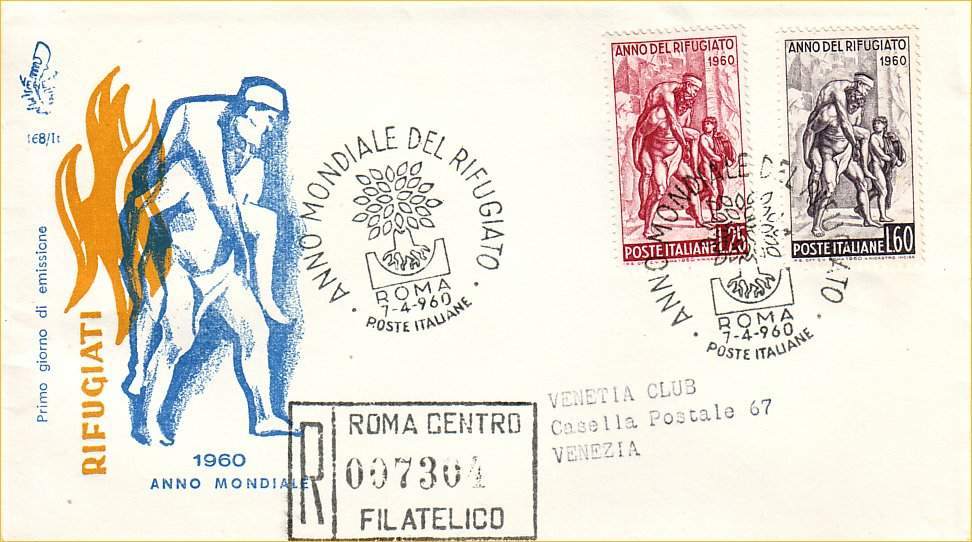 168/It
Primo giorno di emissione
RIFUGIATI
1960
ANNO MONDIALE
ANNO MONDIALE DEL RIFUGIATO
ROMA
7-4-960
POSTE ITALIANE
ANNO DEL RIFUGIATO
1960
POSTE ITALIANE L.25
ANNO DEL RIFUGIATO
1960
POSTE ITALIANE L.60
ANNO MONDIALE DEL RIFUGIATO
ROMA
7-4-960
POSTE ITALIANE
VENETIA CLUB
Casella Postale 67
VENEZIA
R
ROMA CENTRO
007304
FILATELICO